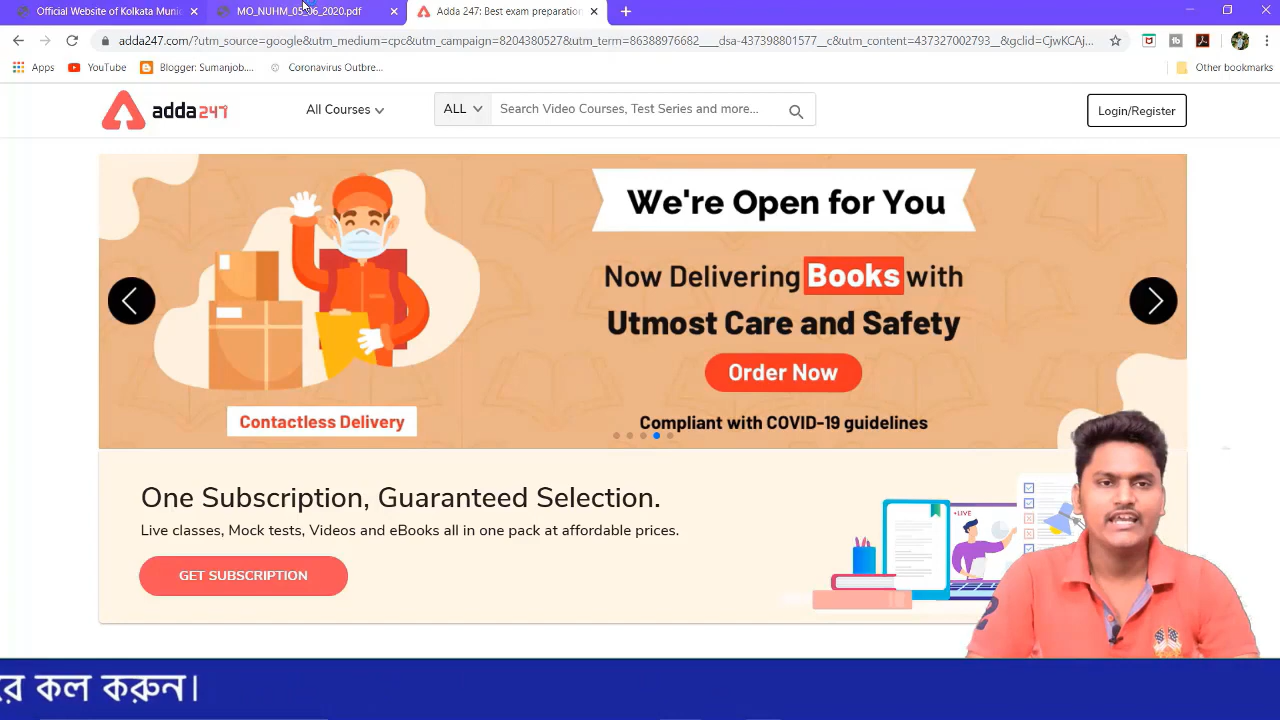 Official Website of Kolkata Munic
MO_NUHM_05_06_2020.pdf
Adda 247: Best exam preparation
adda247.com/?utm_source=google&utm_medium=cpc&utm_campaign=82043805278&utm_term=86388976682___dsa-437398801577__c&utm_content=437327002793__&gclid=CjwKCAj...
Apps YouTube Blogger: Sumanjob.... Coronavirus Outbre... Other bookmarks
adda247 All Courses ALL Search Video Courses, Test Series and more... Login/Register
We're Open for You
Now Delivering Books with
Utmost Care and Safety
Order Now
Contactless Delivery
Compliant with COVID-19 guidelines
One Subscription, Guaranteed Selection.
Live classes, Mock tests, Videos and eBooks all in one pack at affordable prices.
GET SUBSCRIPTION
LIVE
রে কল করুন।